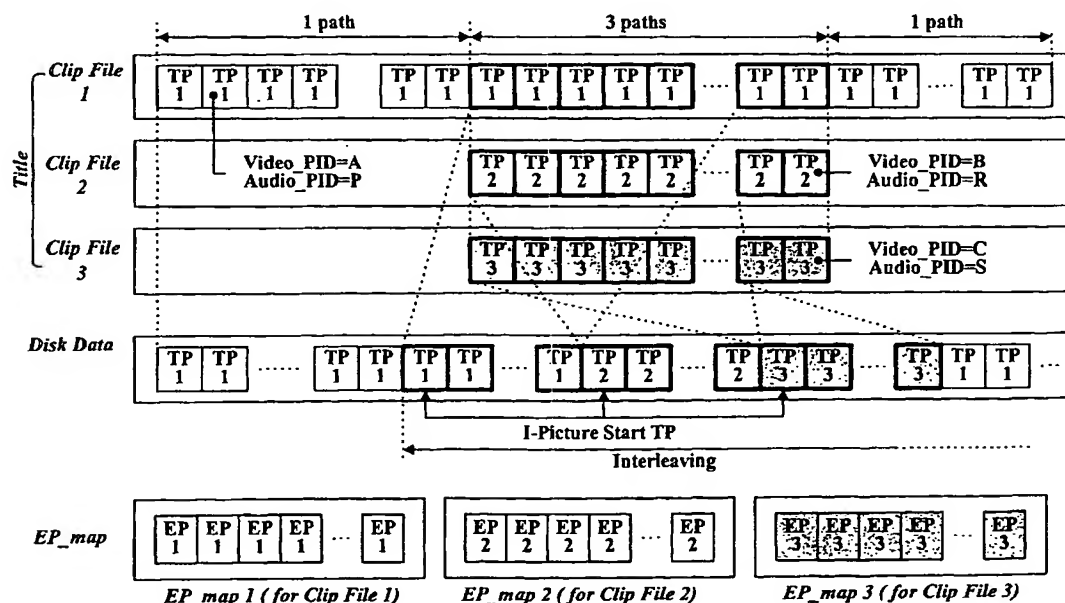 1 path 3 paths 1 path
Title
Clip File 1
TP 1 TP 1 TP 1 TP 1 TP 1 TP 1 TP 1 TP 1 TP 1 TP 1 TP 1 ..... TP 1 TP 1 TP 1 TP 1 ..... TP 1 TP 1
Clip File 2
Video_PID=A
Audio_PID=P
TP 2 TP 2 TP 2 TP 2 TP 2 ..... TP 2 TP 2
Video_PID=B
Audio_PID=R
Clip File 3
TP 3 TP 3 TP 3 TP 3 TP 3 ..... TP 3 TP 3
Video_PID=C
Audio_PID=S
Disk Data
TP 1 TP 1 ..... TP 1 TP 1 TP 1 TP 1 ..... TP 1 TP 2 TP 2 ..... TP 2 TP 3 TP 3 ..... TP 3 TP 1 TP 1 ...
I-Picture Start TP
Interleaving
EP_map
EP 1 EP 1 EP 1 EP 1 ... EP 1
EP 2 EP 2 EP 2 EP 2 ... EP 2
EP 3 EP 3 EP 3 EP 3 ... EP 3
EP_map 1 ( for Clip File 1) EP_map 2 ( for Clip File 2) EP_map 3 ( for Clip File 3)